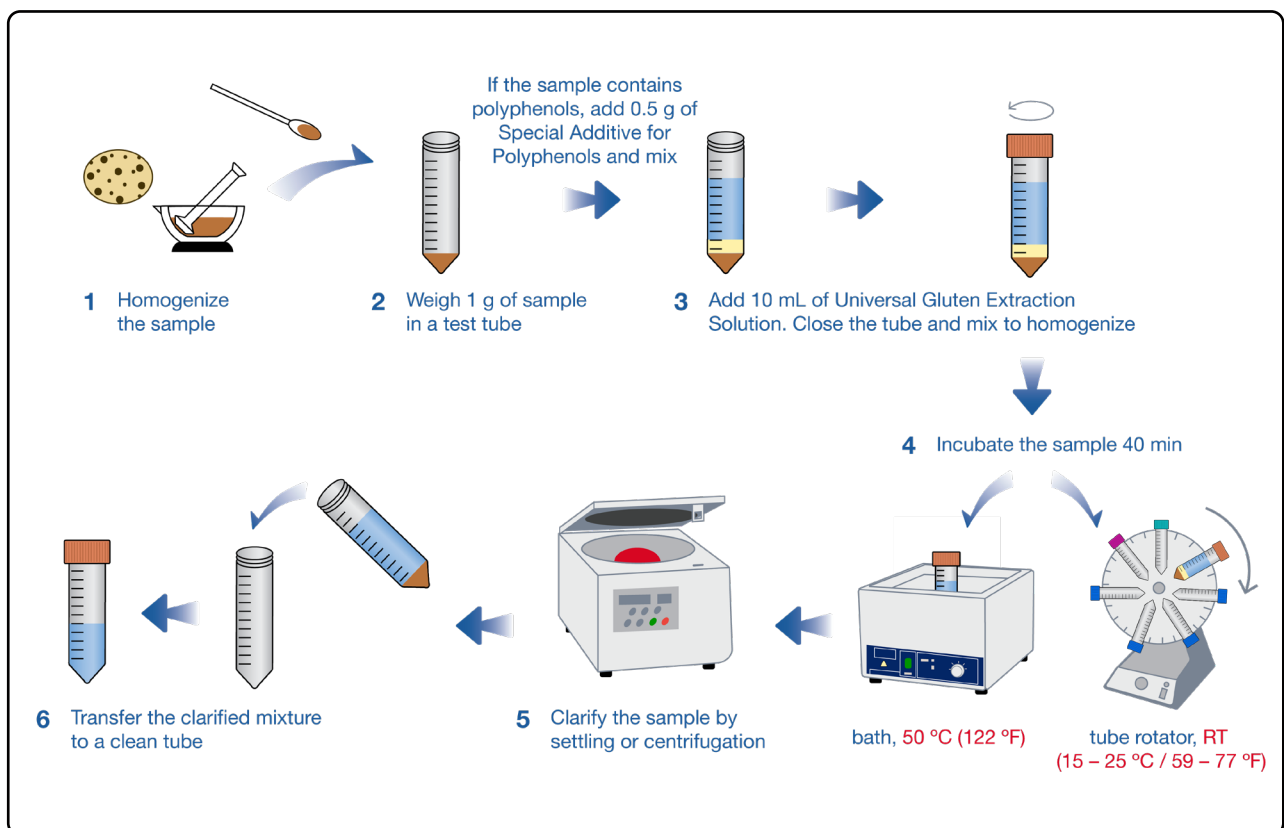 1 Homogenize
the sample
2 Weigh 1 g of sample
in a test tube
If the sample contains
polyphenols, add 0.5 g of
Special Additive for
Polyphenols and mix
3 Add 10 mL of Universal Gluten Extraction
Solution. Close the tube and mix to homogenize
4 Incubate the sample 40 min
bath, 50 ºC (122 ºF)
tube rotator, RT
(15 – 25 ºC / 59 – 77 ºF)
5 Clarify the sample by
settling or centrifugation
6 Transfer the clarified mixture
to a clean tube